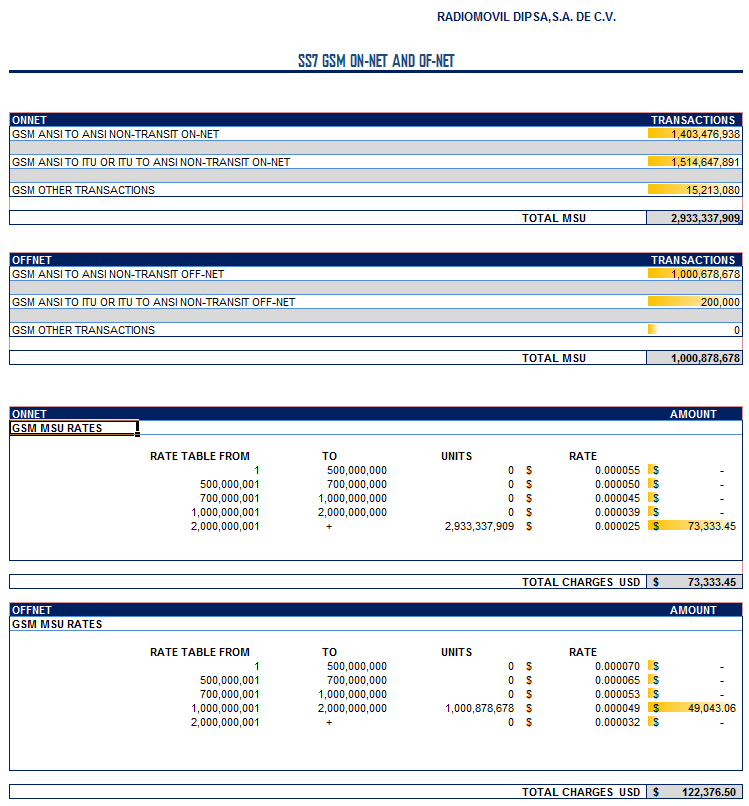 RADIOMOVIL DIPSA,S.A. DE C.V.
SS7 GSM ON-NET AND OF-NET
ONNET TRANSACTIONS
GSM ANSI TO ANSI NON-TRANSIT ON-NET 1,403,476,938
GSM ANSI TO ITU OR ITU TO ANSI NON-TRANSIT ON-NET 1,514,647,891
GSM OTHER TRANSACTIONS 15,213,080
TOTAL MSU 2,933,337,909
OFFNET TRANSACTIONS
GSM ANSI TO ANSI NON-TRANSIT OFF-NET 1,000,678,678
GSM ANSI TO ITU OR ITU TO ANSI NON-TRANSIT OFF-NET 200,000
GSM OTHER TRANSACTIONS 0
TOTAL MSU 1,000,878,678
ONNET AMOUNT
GSM MSU RATES
RATE TABLE FROM TO UNITS RATE
1 500,000,000 0 $ 0.000055 $ -
500,000,001 700,000,000 0 $ 0.000050 $ -
700,000,001 1,000,000,000 0 $ 0.000045 $ -
1,000,000,001 2,000,000,000 0 $ 0.000039 $ -
2,000,000,001 + 2,933,337,909 $ 0.000025 $ 73,333.45
TOTAL CHARGES USD $ 73,333.45
OFFNET AMOUNT
GSM MSU RATES
RATE TABLE FROM TO UNITS RATE
1 500,000,000 0 $ 0.000070 $ -
500,000,001 700,000,000 0 $ 0.000065 $ -
700,000,001 1,000,000,000 0 $ 0.000053 $ -
1,000,000,001 2,000,000,000 1,000,878,678 $ 0.000049 $ 49,043.06
2,000,000,001 + 0 $ 0.000032 $ -
TOTAL CHARGES USD $ 122,376.50